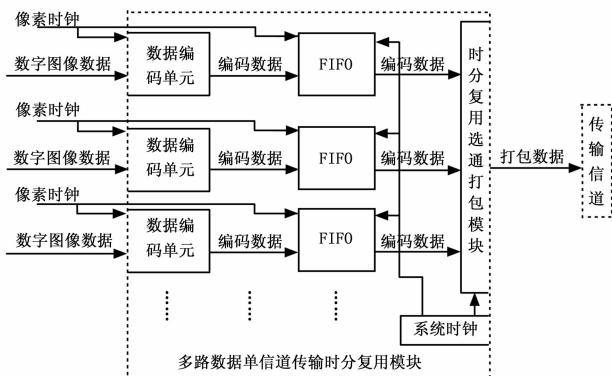 像素时钟
数字图像数据
数据编
码单元
编码数据
FIFO
编码数据
像素时钟
数字图像数据
数据编
码单元
编码数据
FIFO
编码数据
像素时钟
数字图像数据
数据编
码单元
编码数据
FIFO
编码数据
时分复用选通打包模块
打包数据
传输信道
系统时钟
多路数据单信道传输时分复用模块